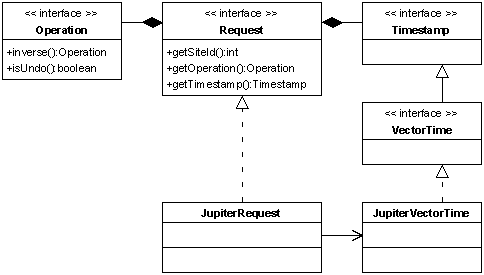 << interface >>
Operation
+inverse():Operation
+isUndo():boolean
<< interface >>
Request
+getSiteId():int
+getOperation():Operation
+getTimestamp():Timestamp
<< interface >>
Timestamp
<< interface >>
VectorTime
JupiterRequest
JupiterVectorTime